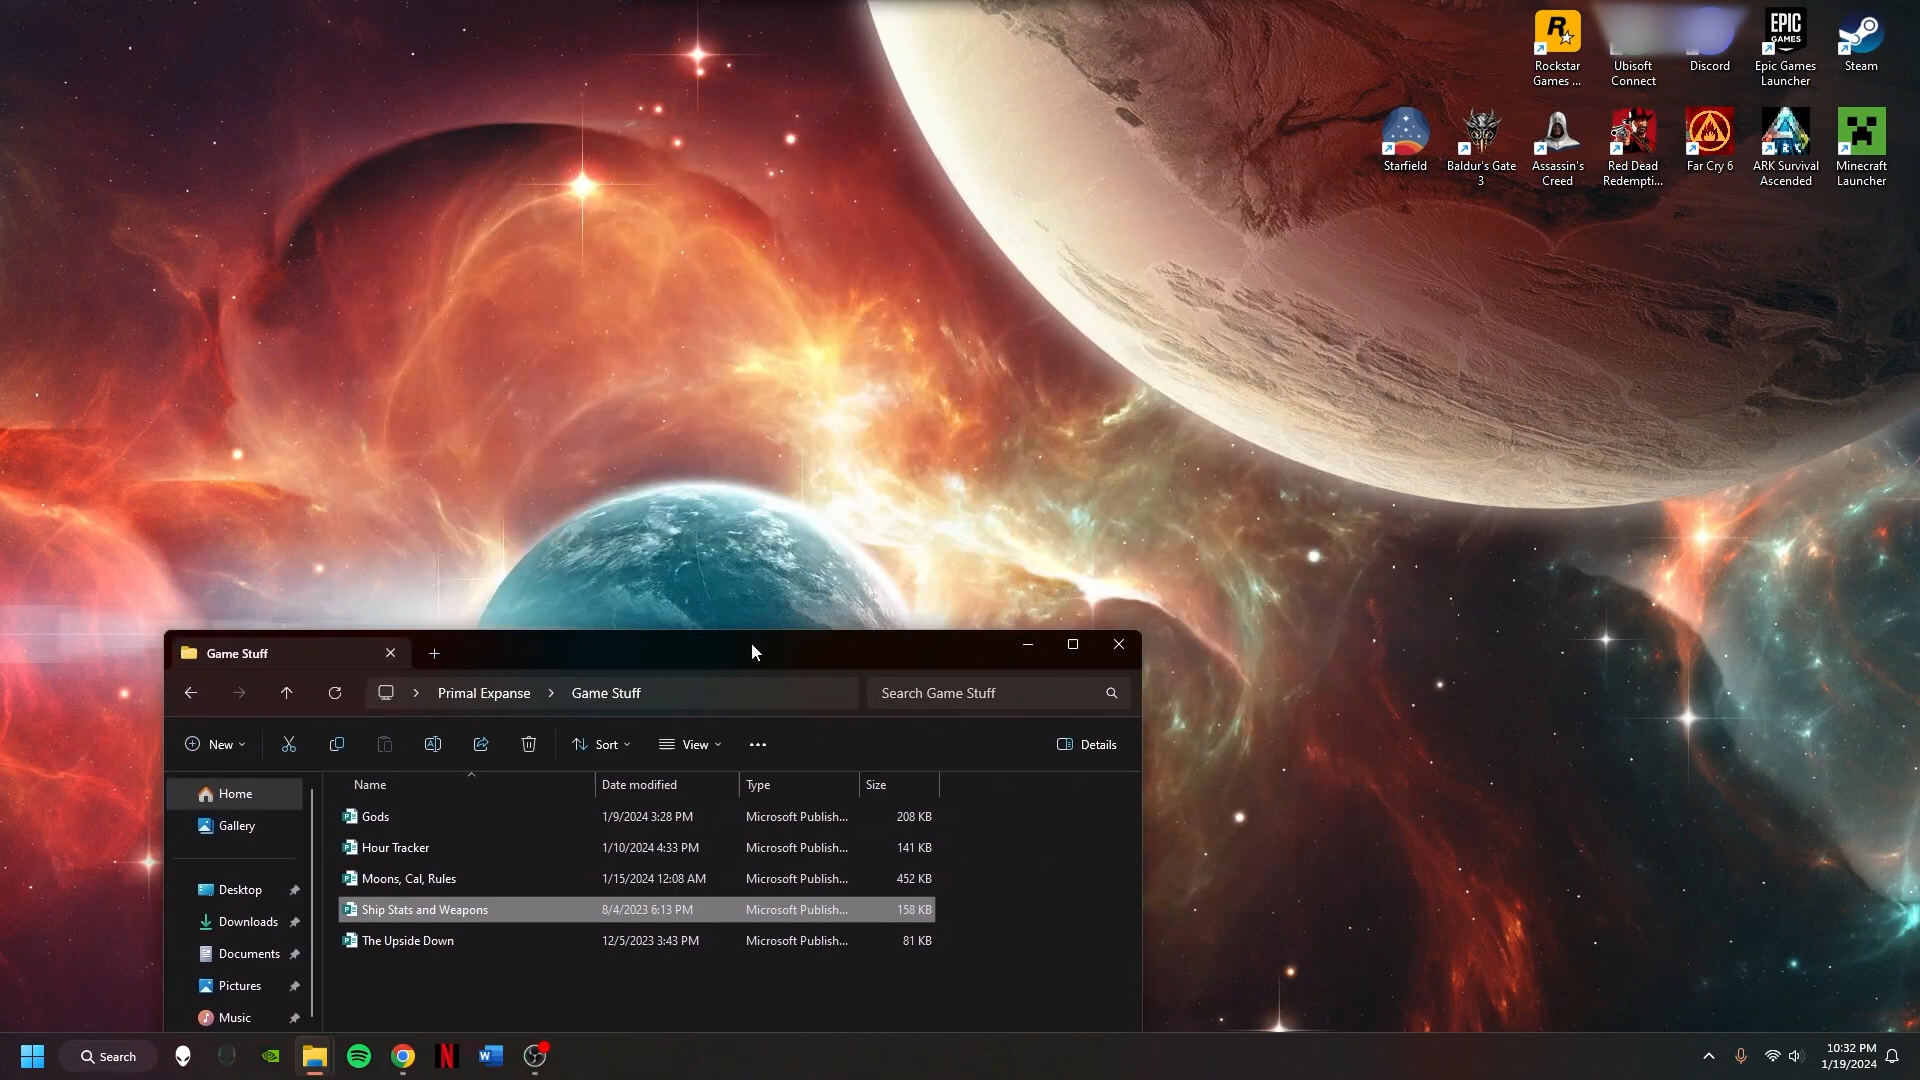 R
EPIC
GAMES
Rockstar
Games ...
Ubisoft
Connect
Discord
Epic Games
Launcher
Steam
Starfield
Baldur's Gate
3
Assassin's
Creed
Red Dead
Redempti...
Far Cry 6
ARK Survival
Ascended
Minecraft
Launcher
Game Stuff
Primal Expanse
Game Stuff
Search Game Stuff
New
Sort
View
Details
Name
Date modified
Type
Size
Home
Gallery
Desktop
Downloads
Documents
Pictures
Music
Gods 1/9/2024 3:28 PM Microsoft Publish... 208 KB
Hour Tracker 1/10/2024 4:33 PM Microsoft Publish... 141 KB
Moons, Cal, Rules 1/15/2024 12:08 AM Microsoft Publish... 452 KB
Ship Stats and Weapons 8/4/2023 6:13 PM Microsoft Publish... 158 KB
The Upside Down 12/5/2023 3:43 PM Microsoft Publish... 81 KB
Search
N
W
10:32 PM
1/19/2024